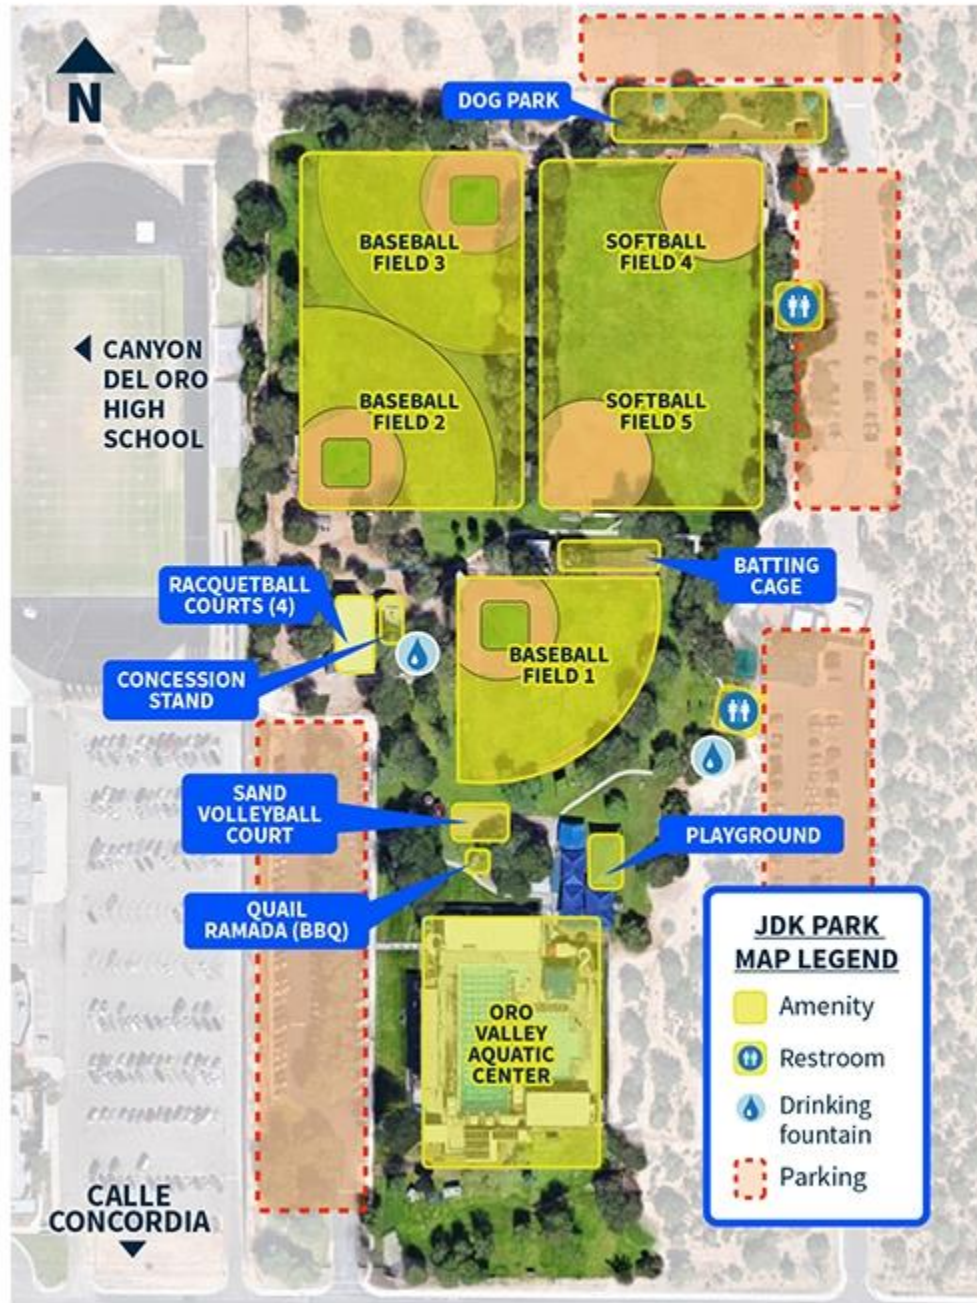 N
DOG PARK
BASEBALL
FIELD 3
SOFTBALL
FIELD 4
CANYON
DEL ORO
HIGH
SCHOOL
BASEBALL
FIELD 2
SOFTBALL
FIELD 5
BATTING
CAGE
RACQUETBALL
COURTS (4)
BASEBALL
FIELD 1
CONCESSION
STAND
SAND
VOLLEYBALL
COURT
PLAYGROUND
QUAIL
RAMADA (BBQ)
ORO
VALLEY
AQUATIC
CENTER
JDK PARK
MAP LEGEND
Amenity
Restroom
Drinking
fountain
Parking
CALLE
CONCORDIA